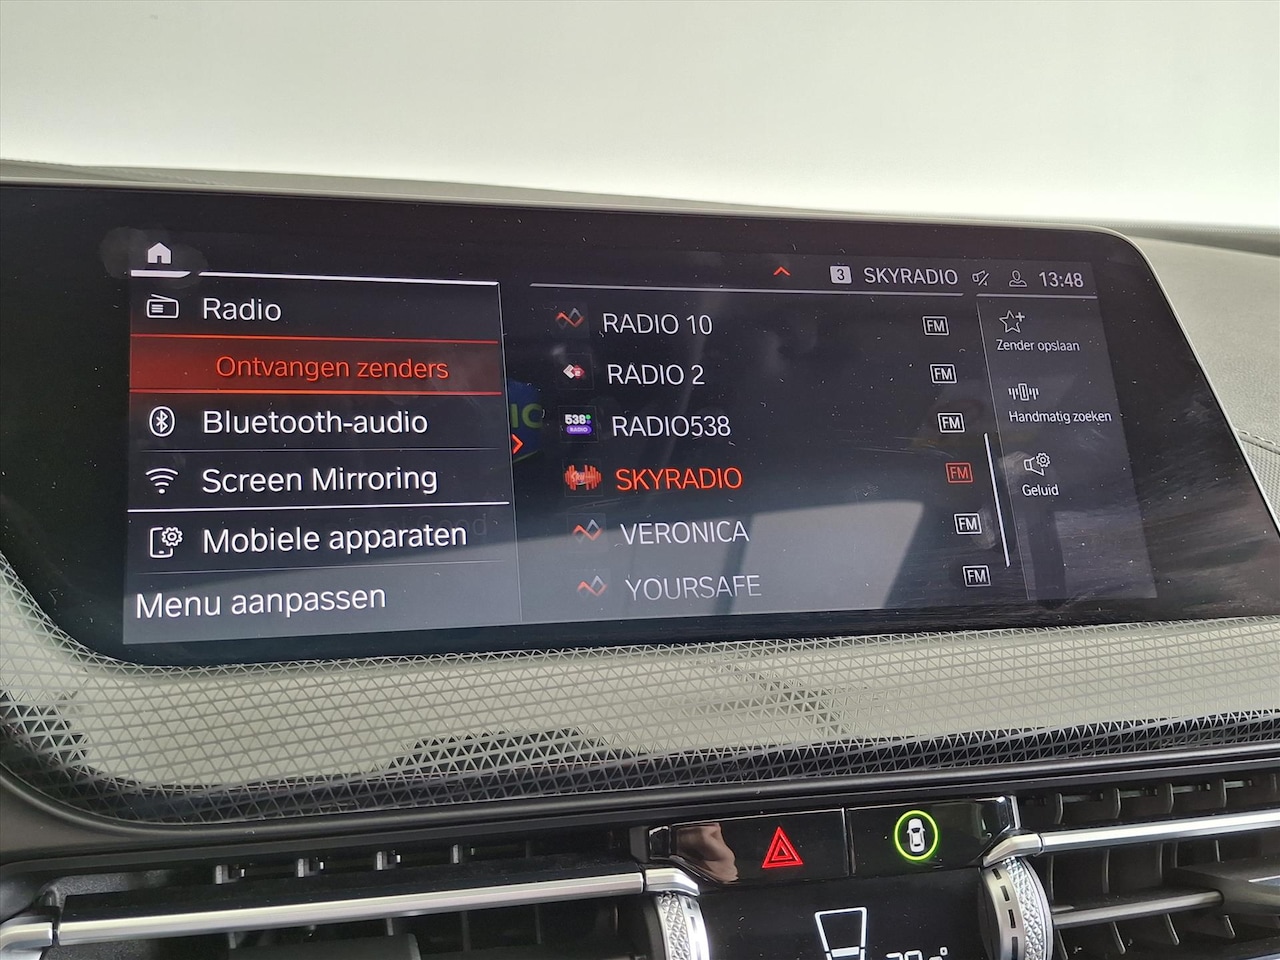 3 SKYRADIO 13:48
Radio
Ontvangen zenders
Bluetooth-audio
Screen Mirroring
Mobiele apparaten
Menu aanpassen
RADIO 10 FM
RADIO 2 FM
538 RADIO RADIO538 FM
SKYRADIO FM
VERONICA FM
YOURSAFE FM
Zender opslaan
Handmatig zoeken
Geluid